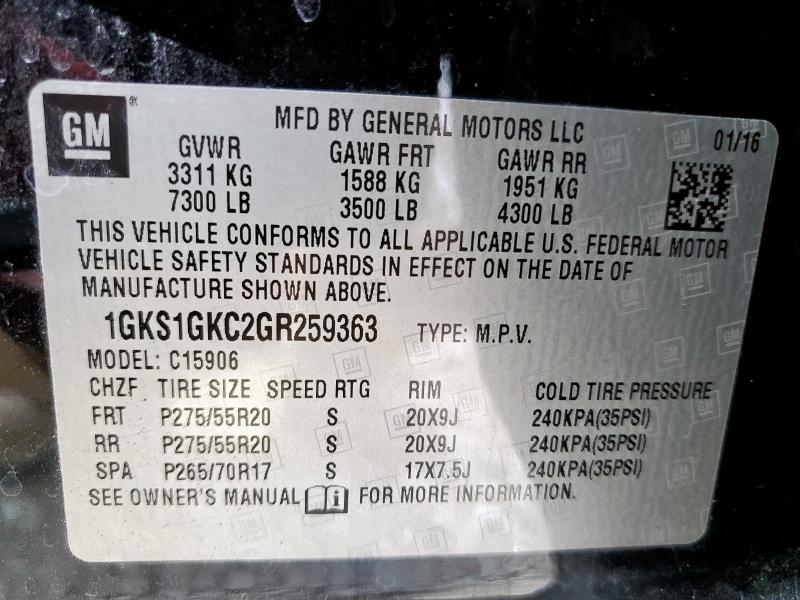 GM
MFD BY GENERAL MOTORS LLC 01/16
GVWR GAWR FRT GAWR RR
3311 KG 1588 KG 1951 KG
7300 LB 3500 LB 4300 LB
THIS VEHICLE CONFORMS TO ALL APPLICABLE U.S. FEDERAL MOTOR
VEHICLE SAFETY STANDARDS IN EFFECT ON THE DATE OF
MANUFACTURE SHOWN ABOVE.
1GKS1GKC2GR259363 TYPE: M.P.V.
MODEL: C15906
CHZF TIRE SIZE SPEED RTG RIM COLD TIRE PRESSURE
FRT P275/55R20 S 20X9J 240KPA(35PSI)
RR P275/55R20 S 20X9J 240KPA(35PSI)
SPA P265/70R17 S 17X7.5J 240KPA(35PSI)
SEE OWNER'S MANUAL i FOR MORE INFORMATION.